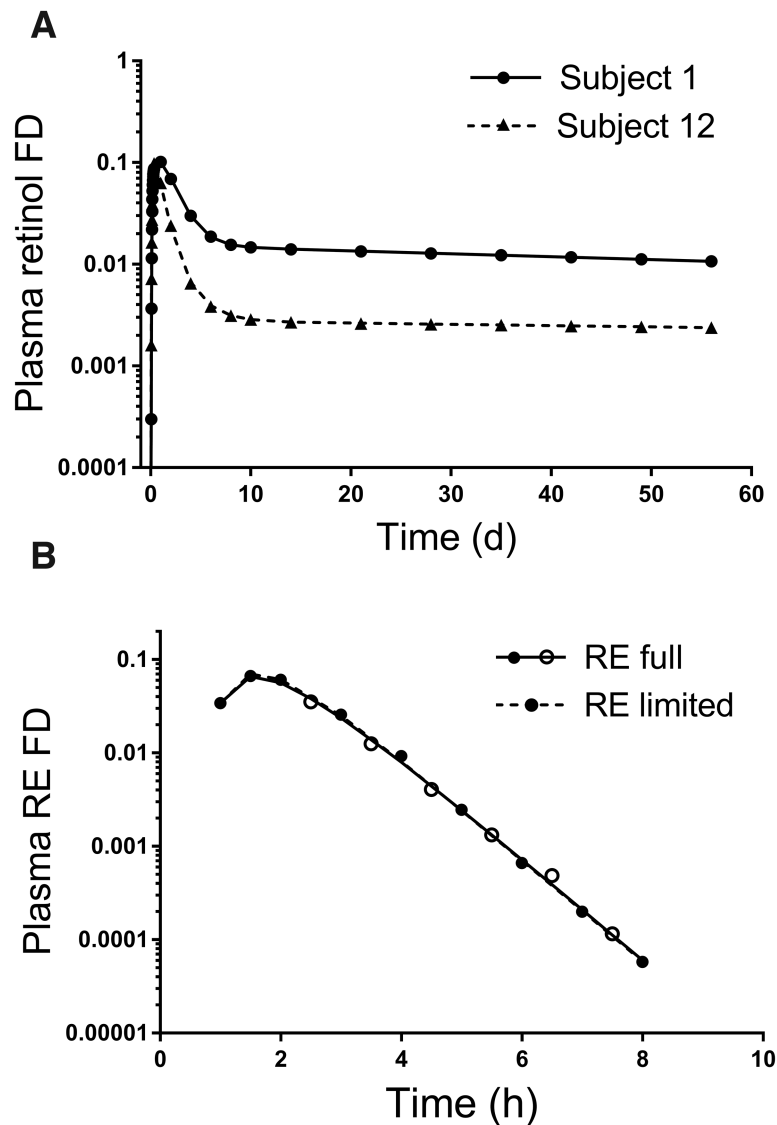 A
Plasma retinol FD
1
0.1
0.01
0.001
0.0001
Subject 1
Subject 12
0 10 20 30 40 50 60
Time (d)
B
Plasma RE FD
0.1
0.01
0.001
0.0001
0.00001
RE full
RE limited
0 2 4 6 8 10
Time (h)